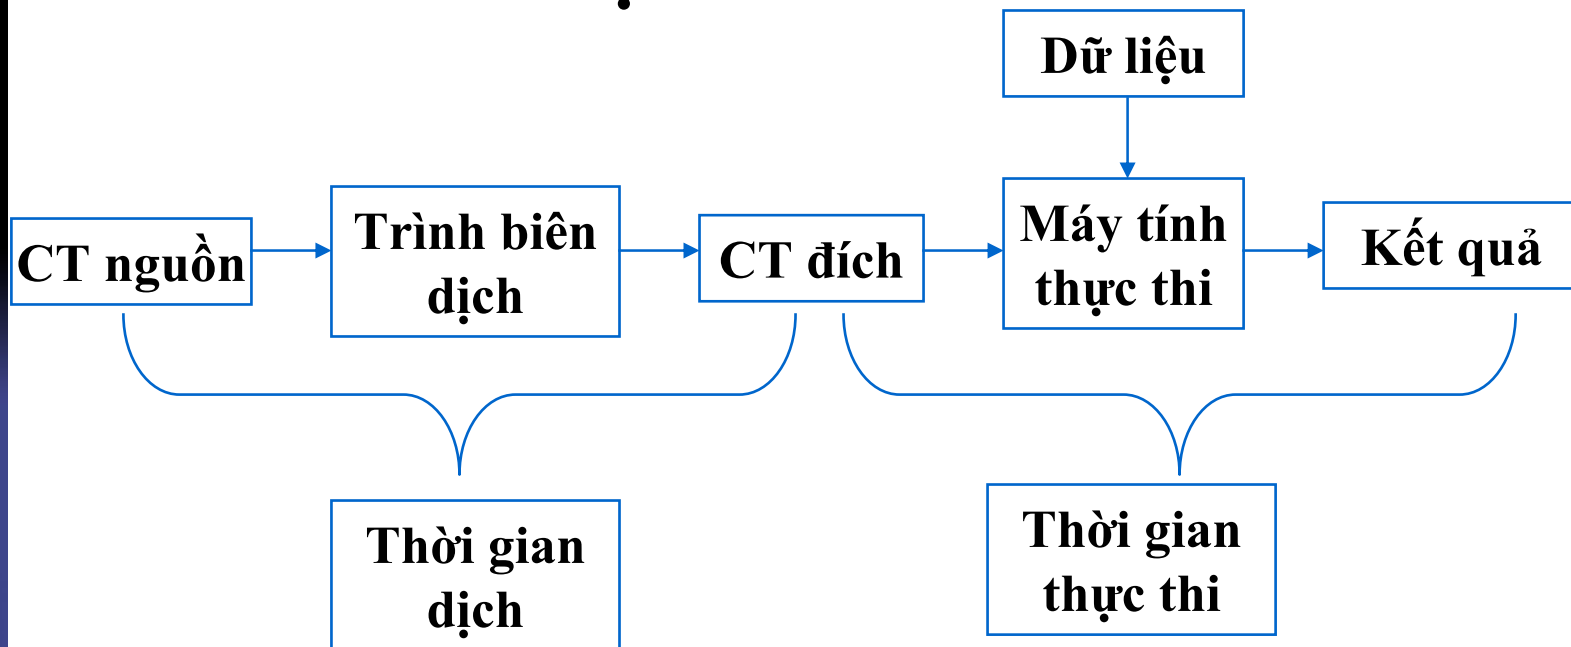 Dữ liệu
CT nguồn
Trình biên
dịch
CT đích
Máy tính
thực thi
Kết quả
Thời gian
dịch
Thời gian
thực thi